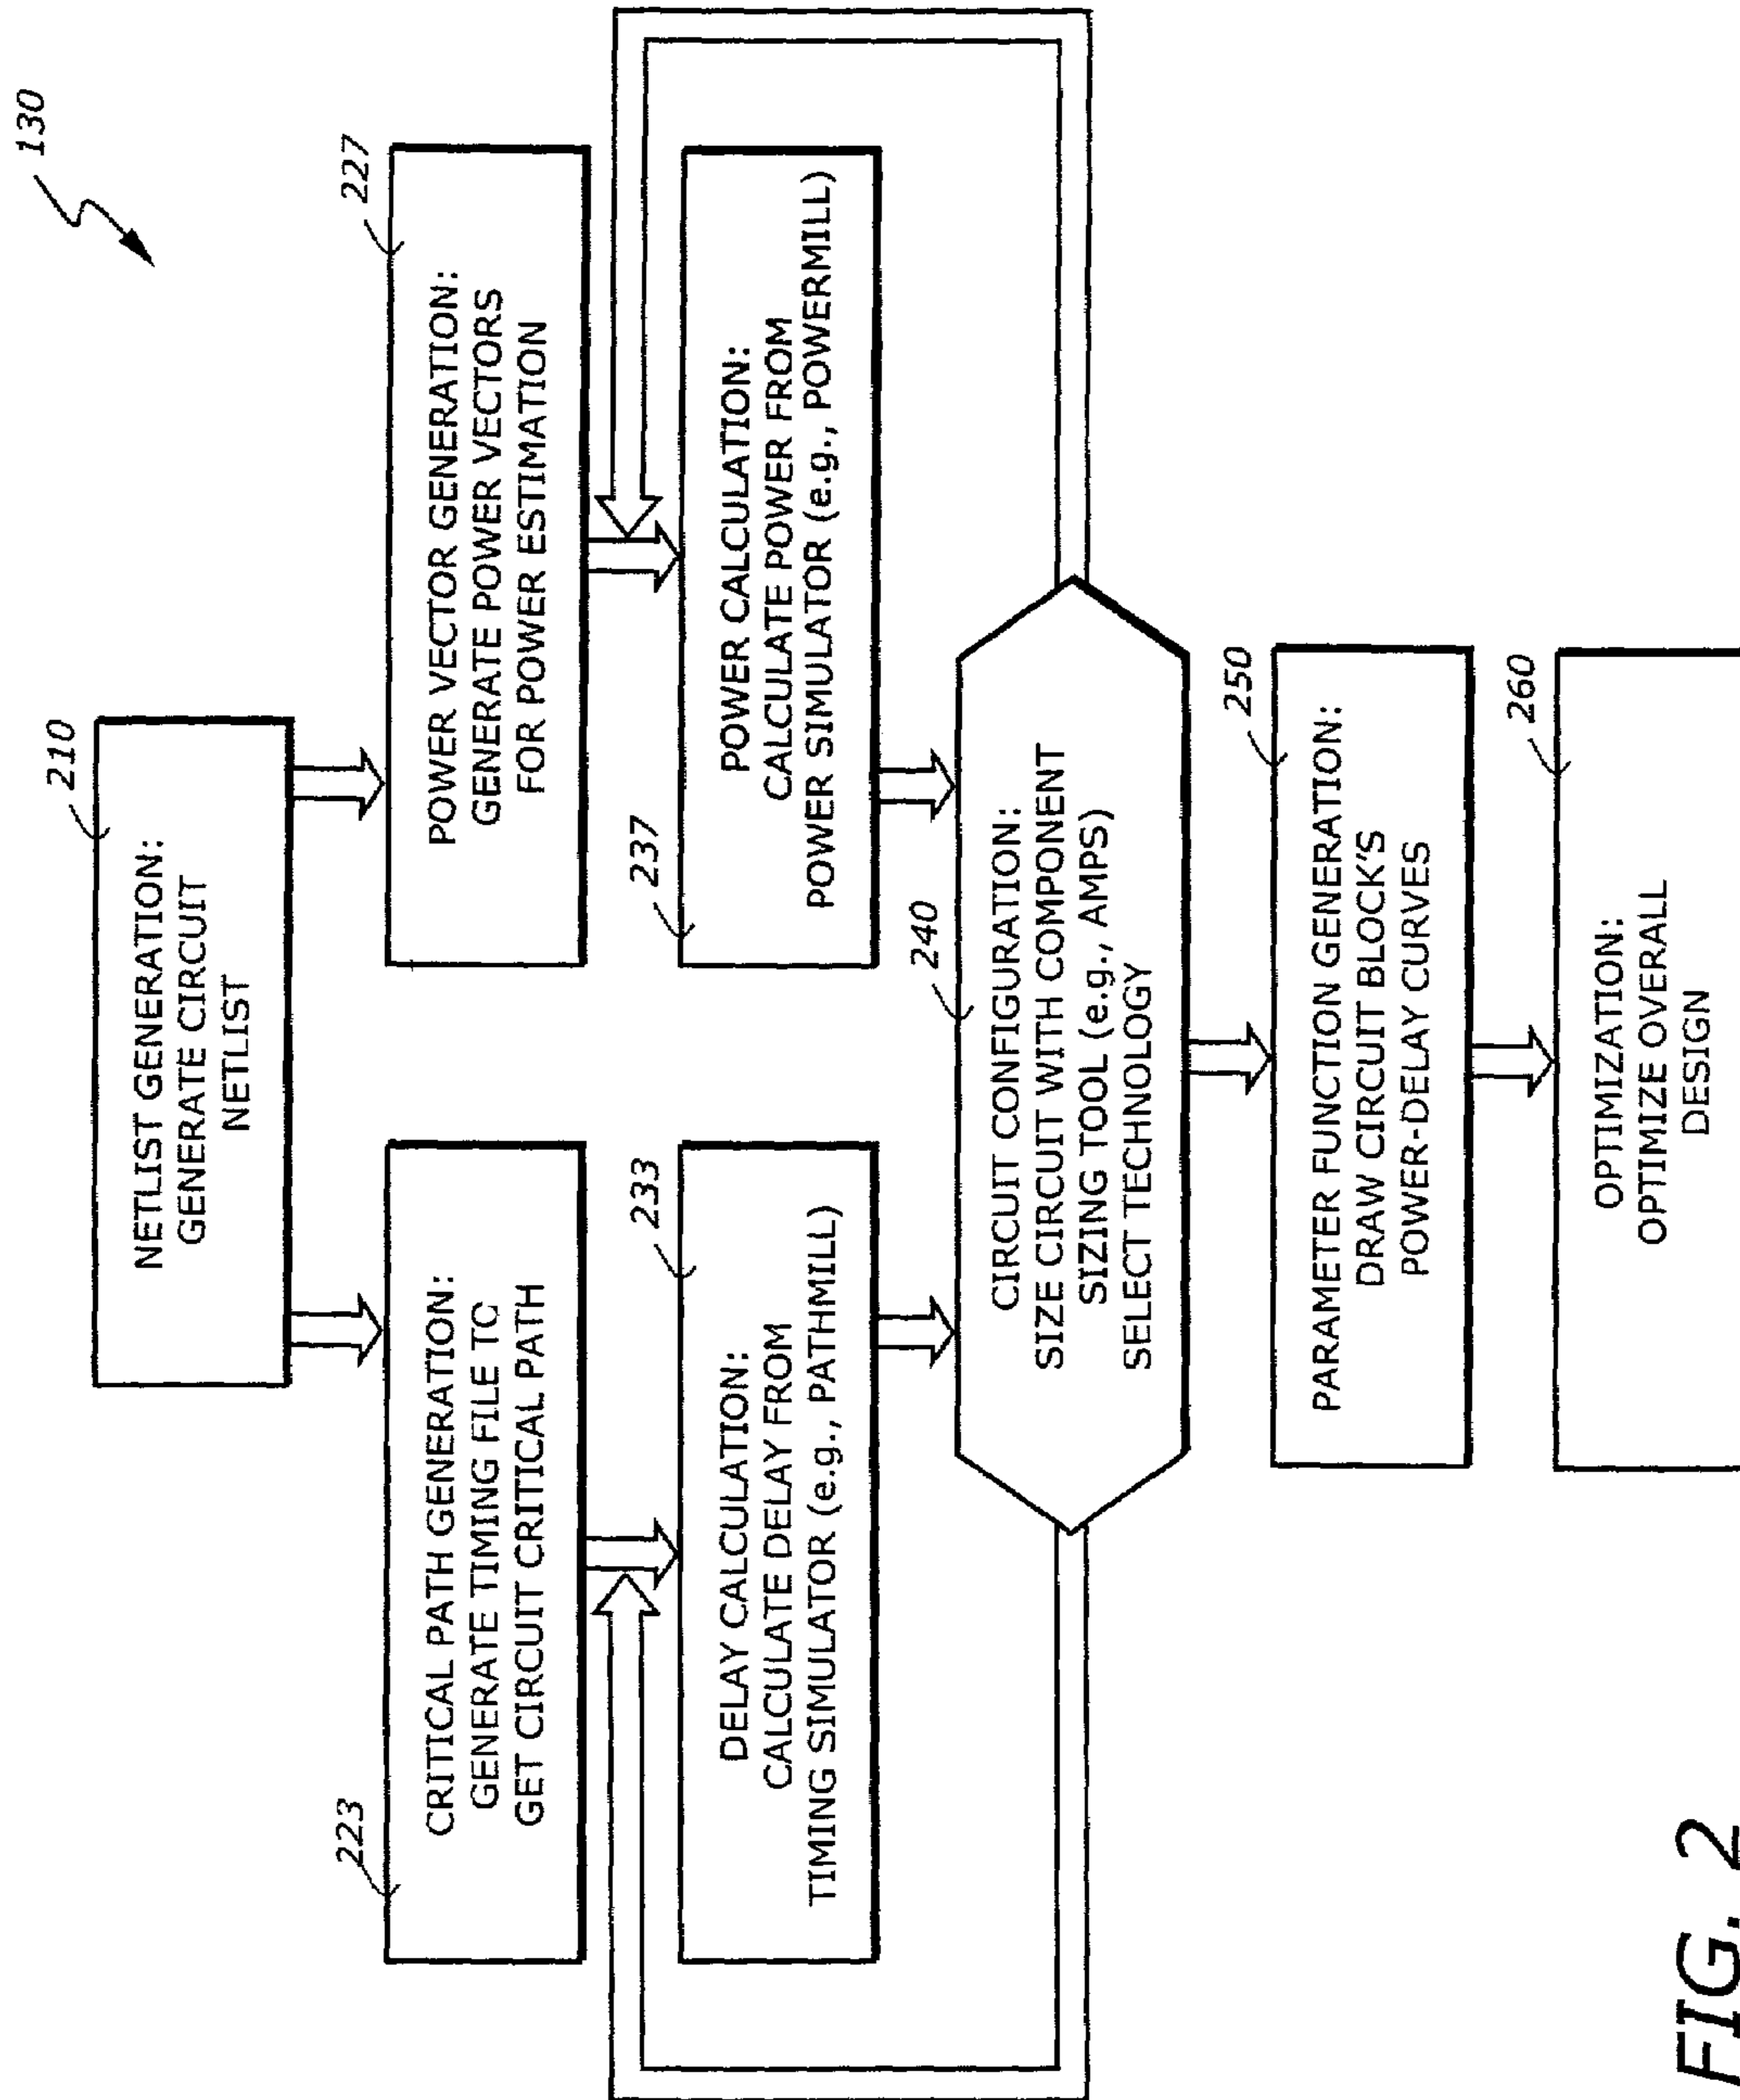 130
210
NETLIST GENERATION:
GENERATE CIRCUIT
NETLIST
223
CRITICAL PATH GENERATION:
GENERATE TIMING FILE TO
GET CIRCUIT CRITICAL PATH
227
POWER VECTOR GENERATION:
GENERATE POWER VECTORS
FOR POWER ESTIMATION
233
DELAY CALCULATION:
CALCULATE DELAY FROM
TIMING SIMULATOR (e.g., PATHMILL)
237
POWER CALCULATION:
CALCULATE POWER FROM
POWER SIMULATOR (e.g., POWERMILL)
240
CIRCUIT CONFIGURATION:
SIZE CIRCUIT WITH COMPONENT
SIZING TOOL (e.g., AMPS)
SELECT TECHNOLOGY
250
PARAMETER FUNCTION GENERATION:
DRAW CIRCUIT BLOCK'S
POWER-DELAY CURVES
260
OPTIMIZATION:
OPTIMIZE OVERALL
DESIGN
FIG. 2